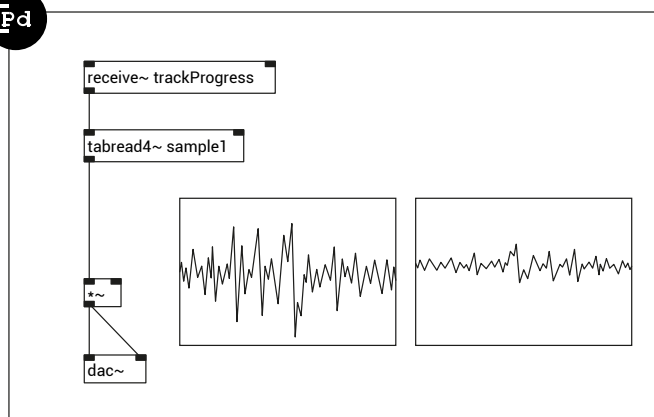 Pd
receive~ trackProgress
tabread4~ sample1
*~
dac~